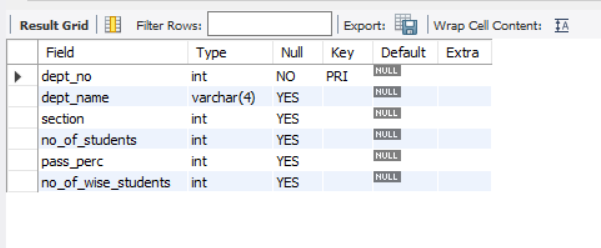 Result Grid Filter Rows: Export: Wrap Cell Content: IA
Field Type Null Key Default Extra
dept_no int NO PRI NULL
dept_name varchar(4) YES NULL
section int YES NULL
no_of_students int YES NULL
pass_perc int YES NULL
no_of_wise_students int YES NULL